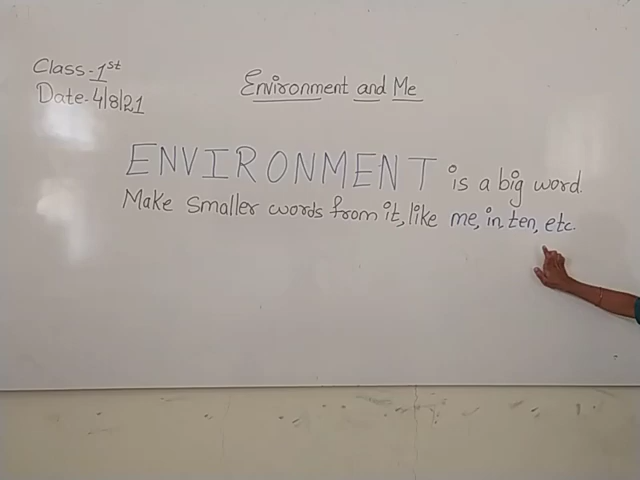 Class-1st
Date-4/8/21
Environment and Me
ENVIRONMENT is a big word.
Make smaller words from it, like me, in, ten, etc.